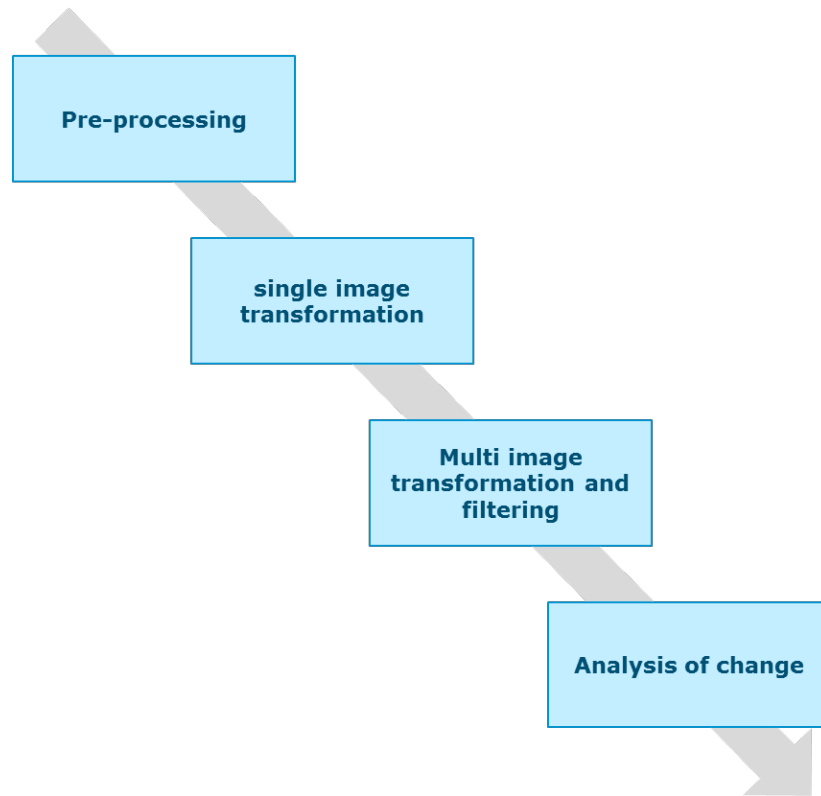 Pre-processing
single image
transformation
Multi image
transformation and
filtering
Analysis of change